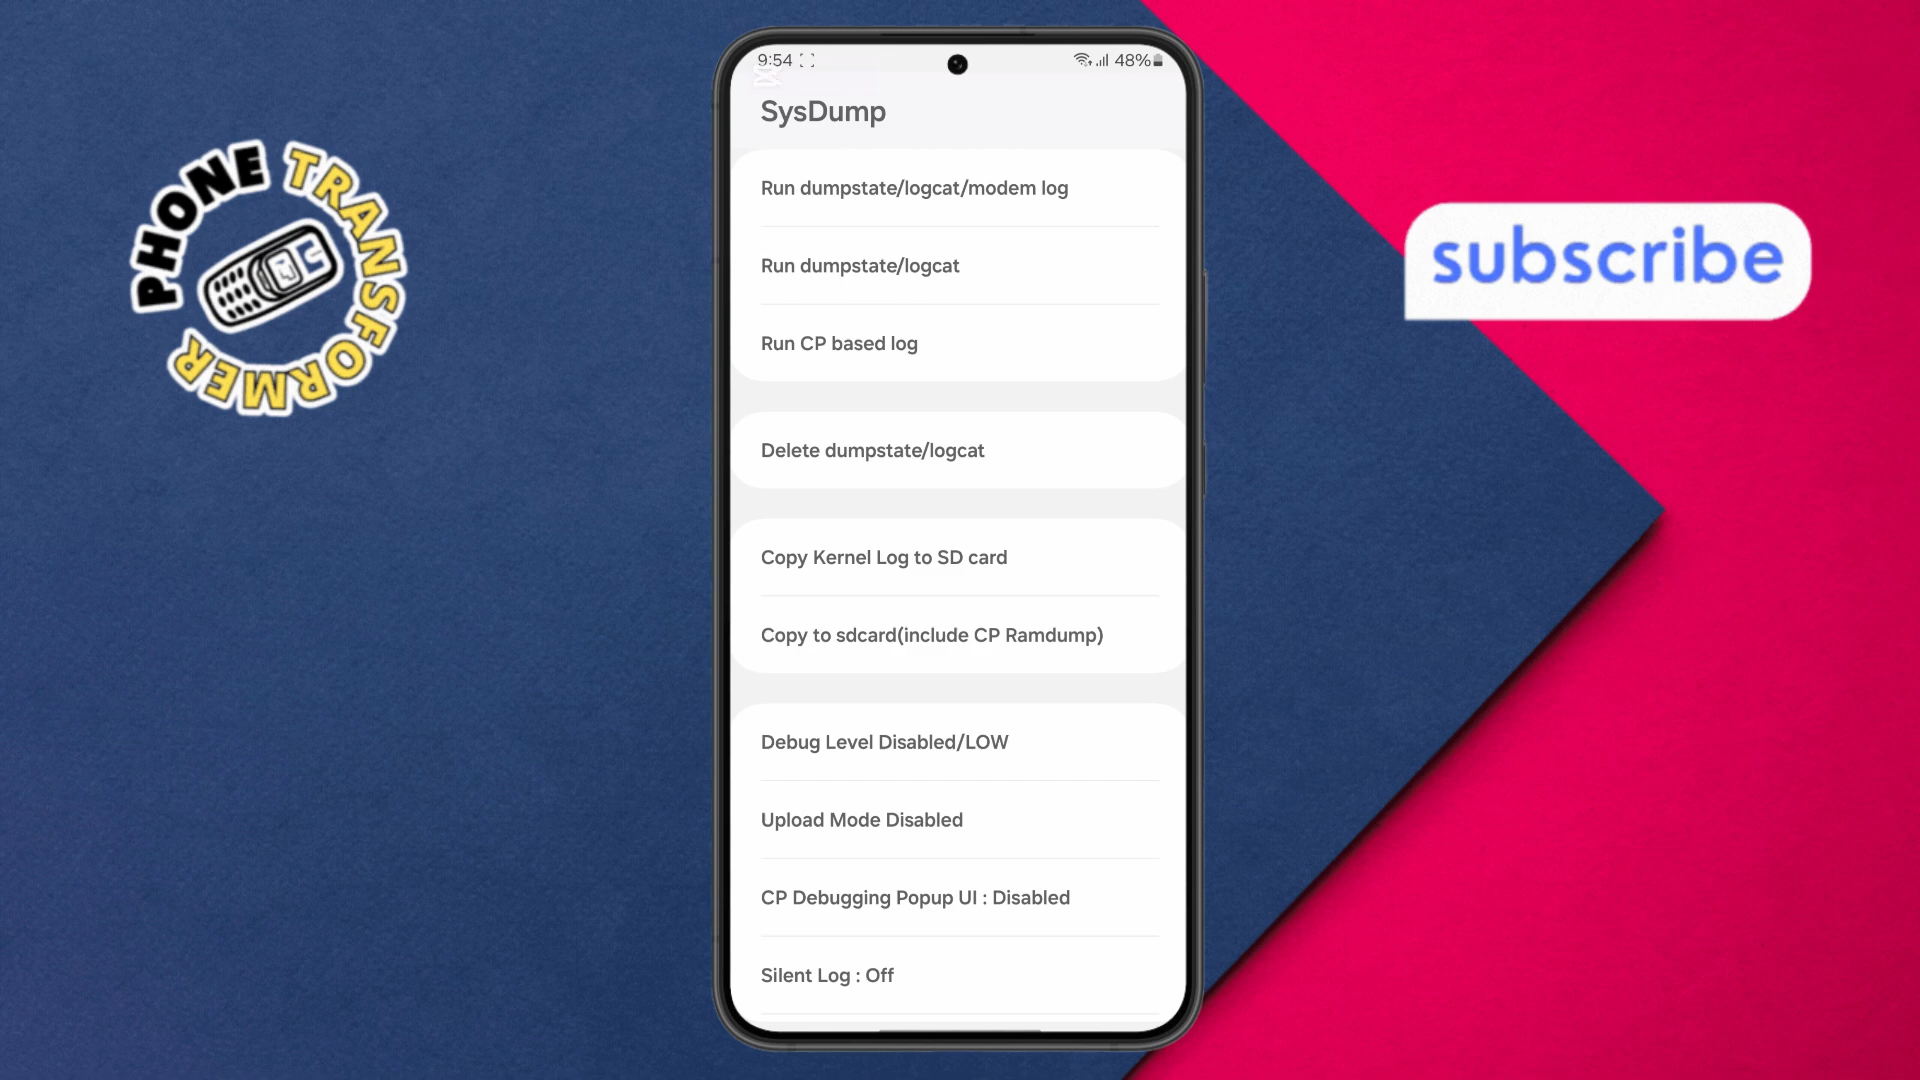 PHONE TRANSFORMER
9:54
48%
SysDump
Run dumpstate/logcat/modem log
Run dumpstate/logcat
Run CP based log
Delete dumpstate/logcat
Copy Kernel Log to SD card
Copy to sdcard(include CP Ramdump)
Debug Level Disabled/LOW
Upload Mode Disabled
CP Debugging Popup UI : Disabled
Silent Log : Off
subscribe